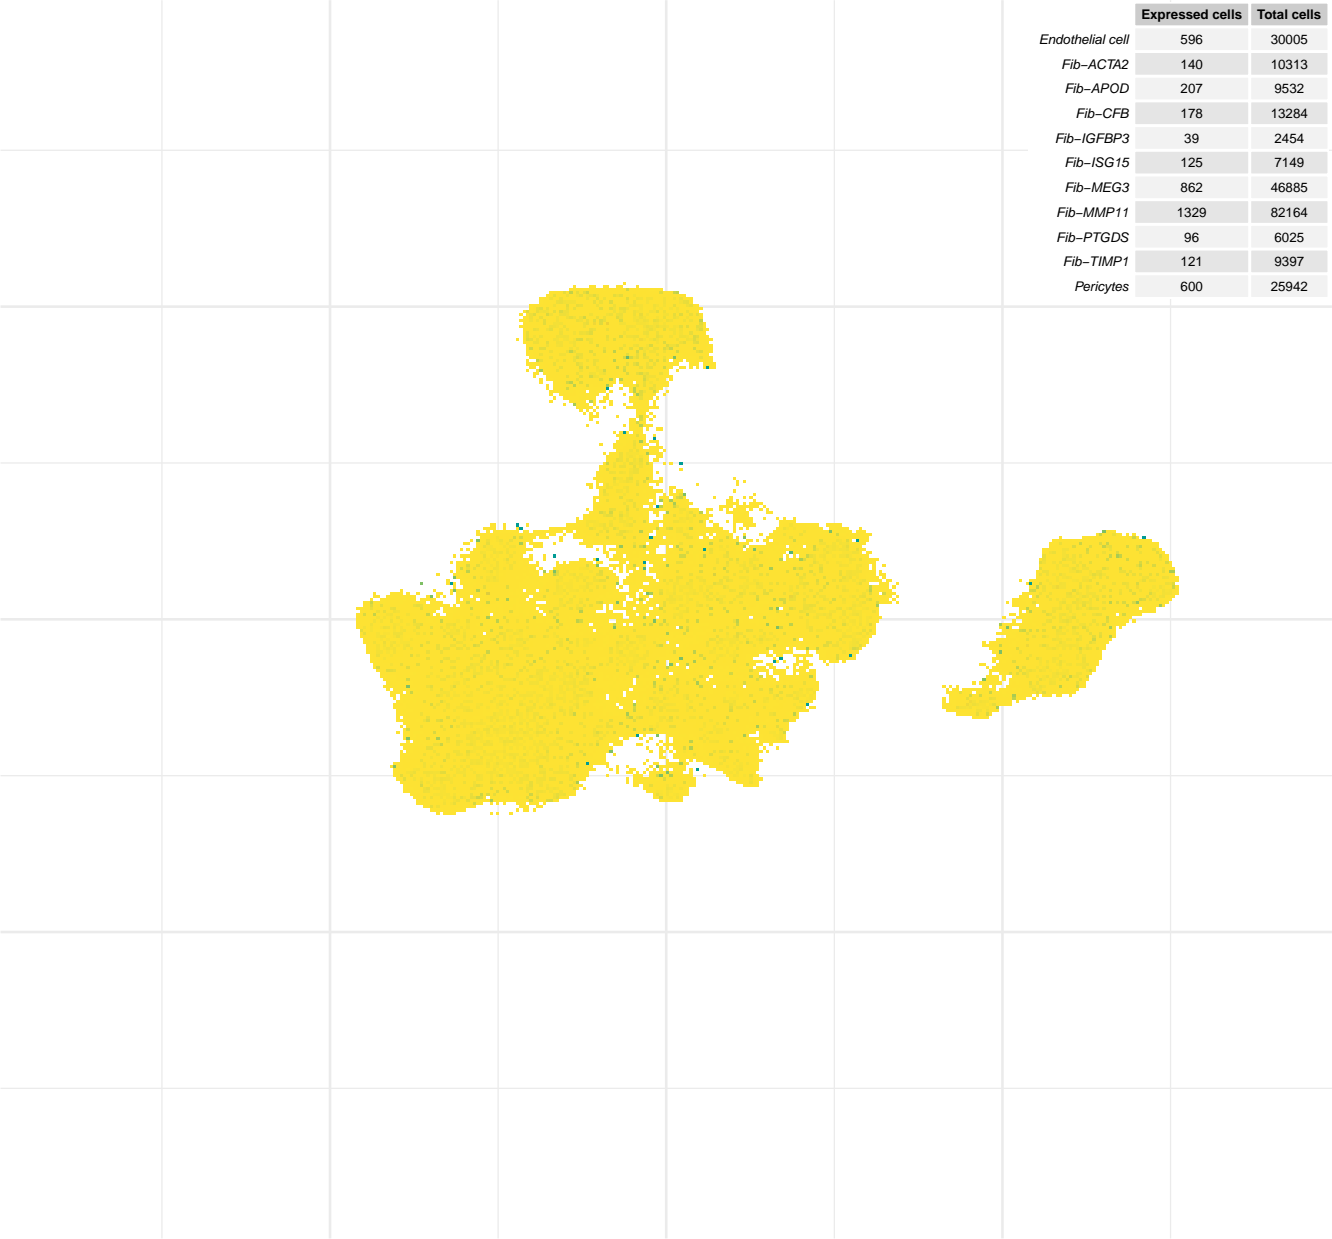 Expressed cells Total cells
Endothelial cell 596 30005
Fib−ACTA2 140 10313
Fib−APOD 207 9532
Fib−CFB 178 13284
Fib−IGFBP3 39 2454
Fib−ISG15 125 7149
Fib−MEG3 862 46885
Fib−MMP11 1329 82164
Fib−PTGDS 96 6025
Fib−TIMP1 121 9397
Pericytes 600 25942